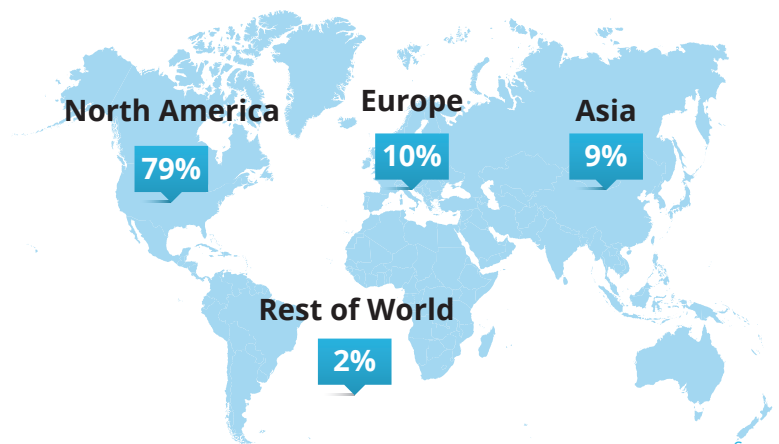 North America
79%
Europe
10%
Asia
9%
Rest of World
2%